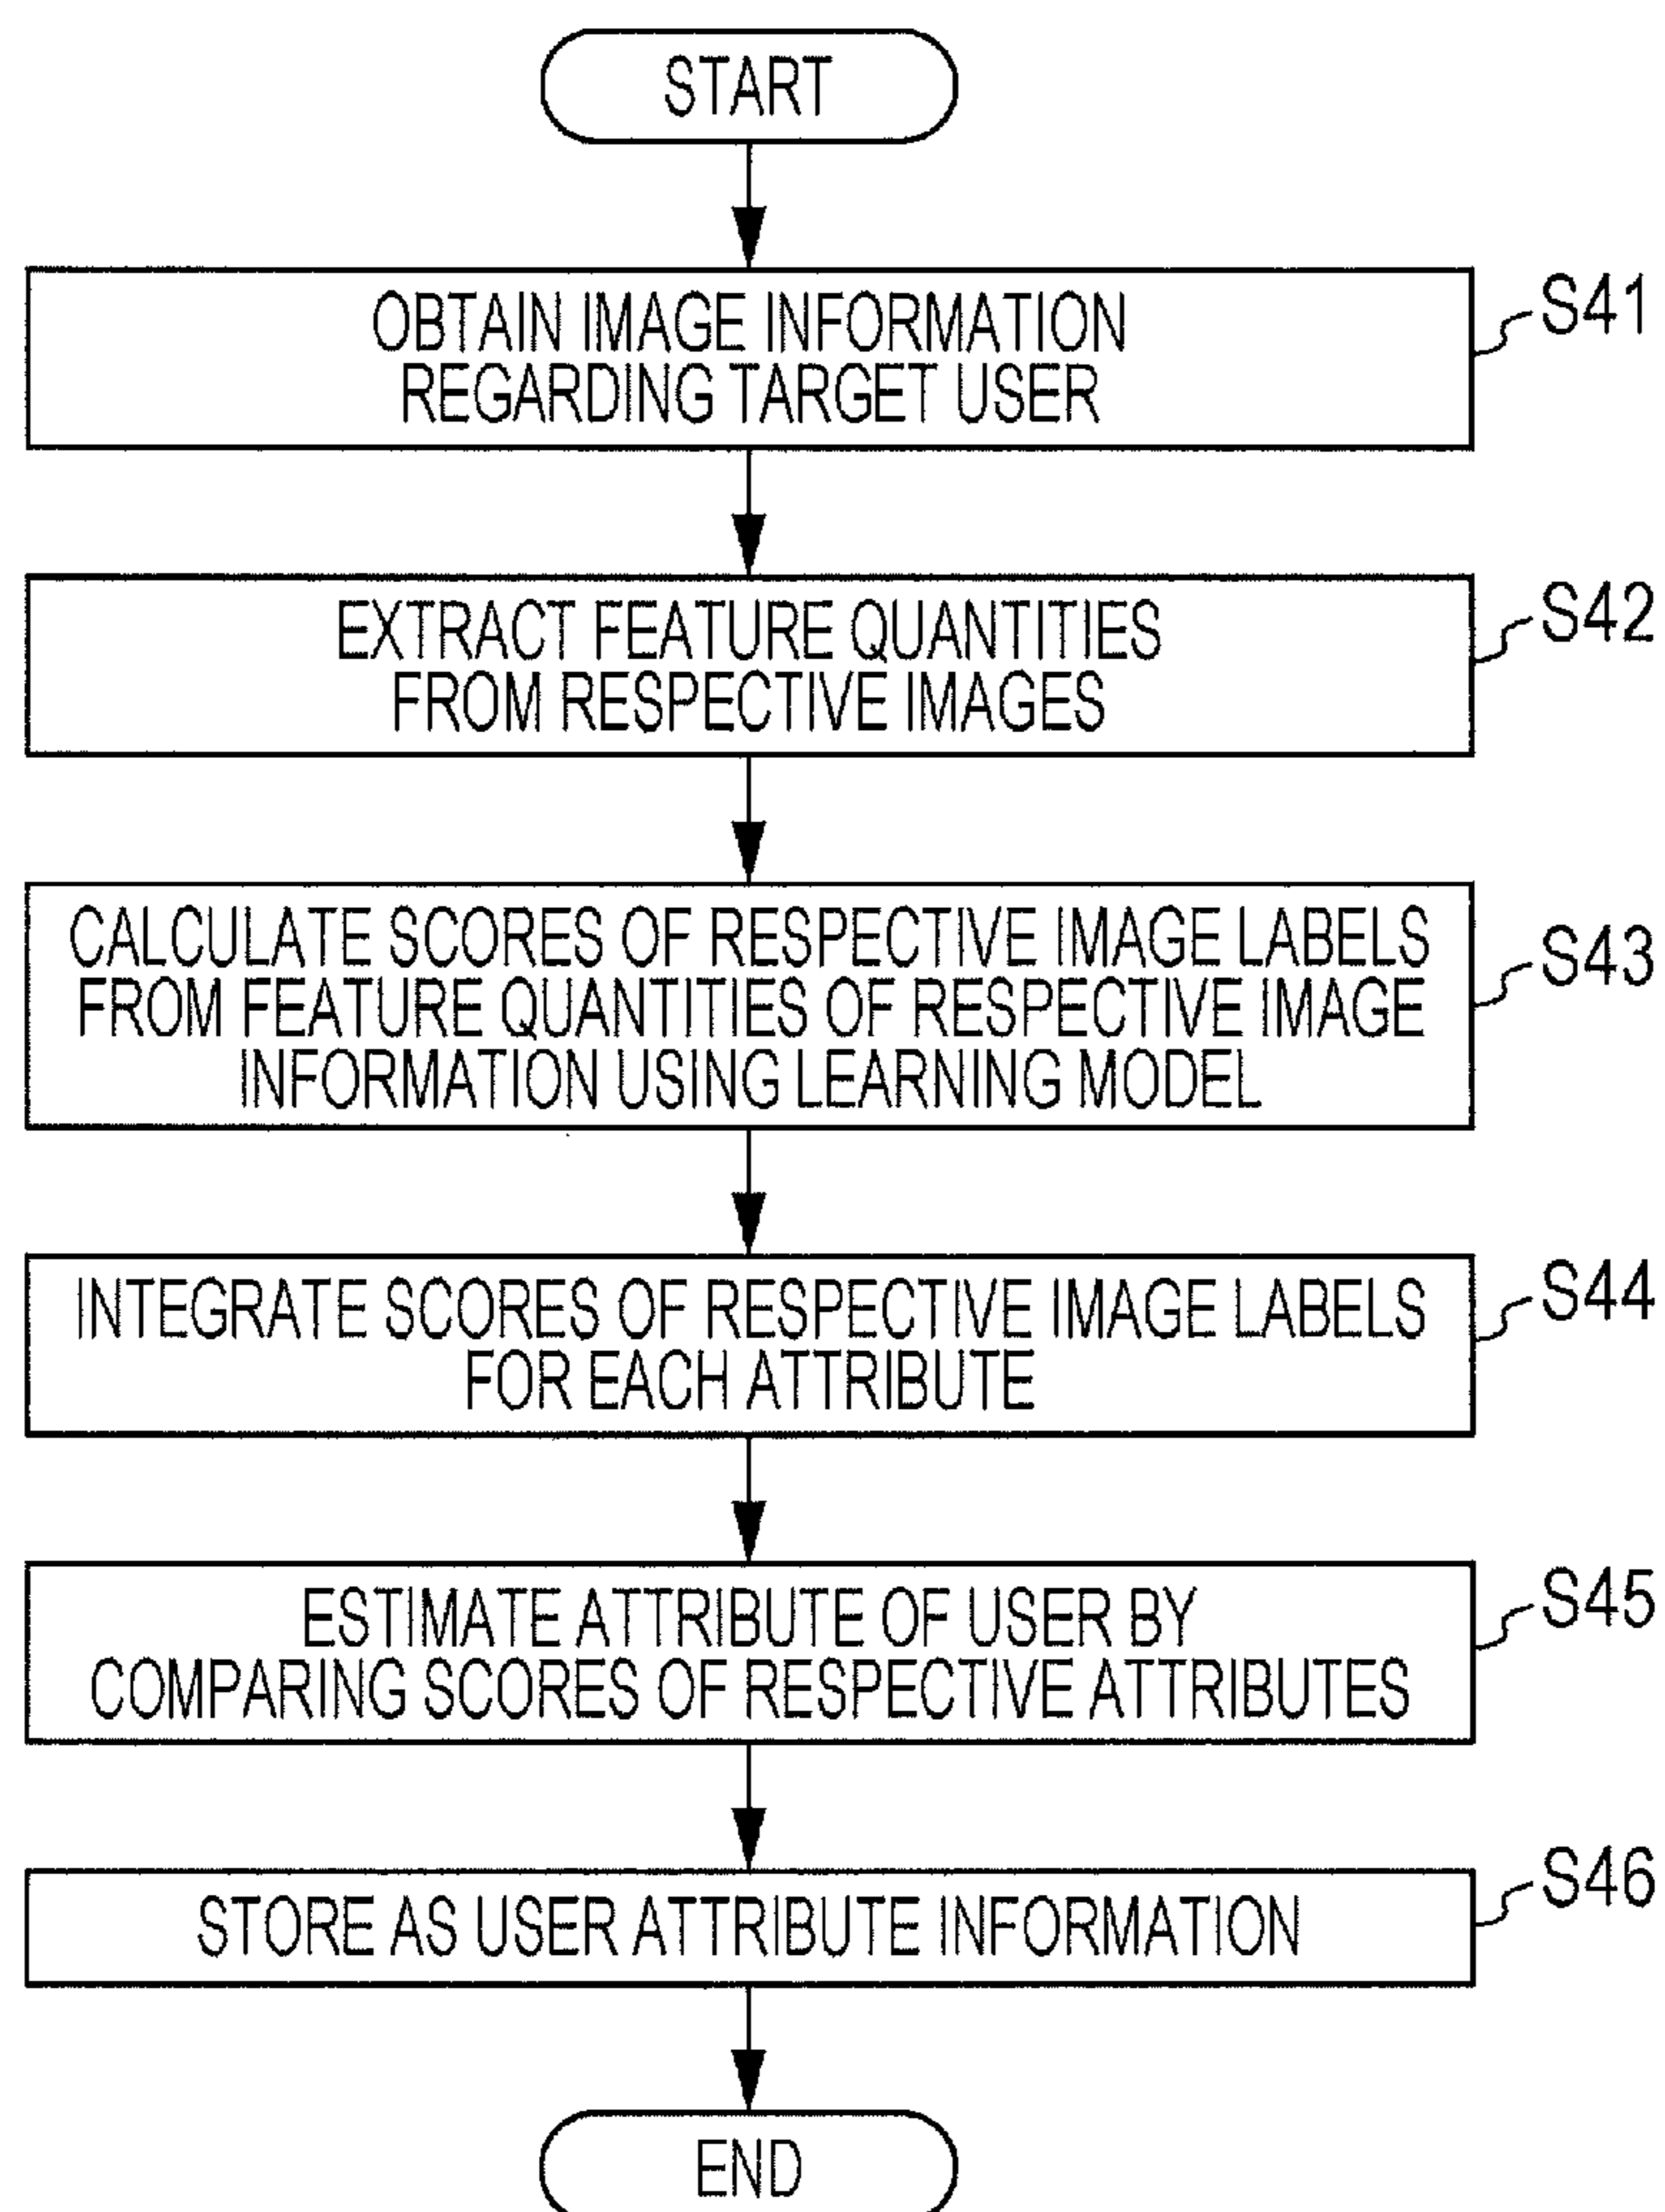 START
OBTAIN IMAGE INFORMATION
REGARDING TARGET USER
S41
EXTRACT FEATURE QUANTITIES
FROM RESPECTIVE IMAGES
S42
CALCULATE SCORES OF RESPECTIVE IMAGE LABELS
FROM FEATURE QUANTITIES OF RESPECTIVE IMAGE
INFORMATION USING LEARNING MODEL
S43
INTEGRATE SCORES OF RESPECTIVE IMAGE LABELS
FOR EACH ATTRIBUTE
S44
ESTIMATE ATTRIBUTE OF USER BY
COMPARING SCORES OF RESPECTIVE ATTRIBUTES
S45
STORE AS USER ATTRIBUTE INFORMATION
S46
END